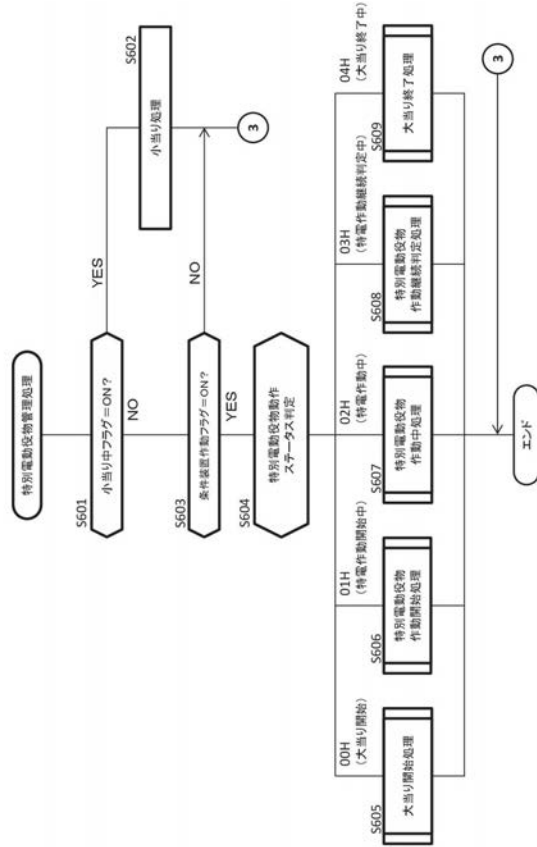 特別電動役物管理処理
S601
小当り中フラグ=ON?
YES
NO
S602
小当り処理
S603
条件装置作動フラグ=ON?
NO
YES
3
S604
特別電動役物動作
ステータス判定
00H
(大当り開始)
01H
(特電作動開始中)
02H
(特電作動中)
03H
(特電作動継続判定中)
04H
(大当り終了中)
S605
大当り開始処理
S606
特別電動役物
作動開始処理
S607
特別電動役物
作動中処理
S608
特別電動役物
作動継続判定処理
S609
大当り終了処理
3
エンド